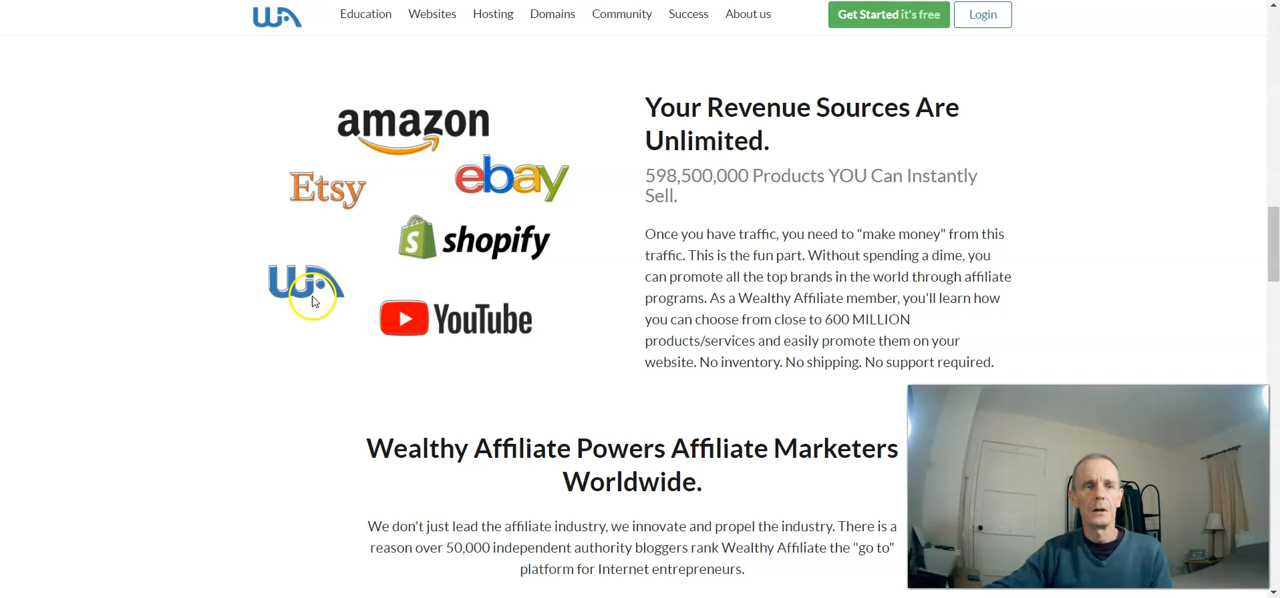 WA
Education Websites Hosting Domains Community Success About us
Get Started it's free
Login
amazon
Etsy
ebay
shopify
WA
YouTube
Your Revenue Sources Are
Unlimited.
598,500,000 Products YOU Can Instantly
Sell.
Once you have traffic, you need to "make money" from this
traffic. This is the fun part. Without spending a dime, you
can promote all the top brands in the world through affiliate
programs. As a Wealthy Affiliate member, you'll learn how
you can choose from close to 600 MILLION
products/services and easily promote them on your
website. No inventory. No shipping. No support required.
Wealthy Affiliate Powers Affiliate Marketers
Worldwide.
We don't just lead the affiliate industry, we innovate and propel the industry. There is a
reason over 50,000 independent authority bloggers rank Wealthy Affiliate the "go to"
platform for Internet entrepreneurs.